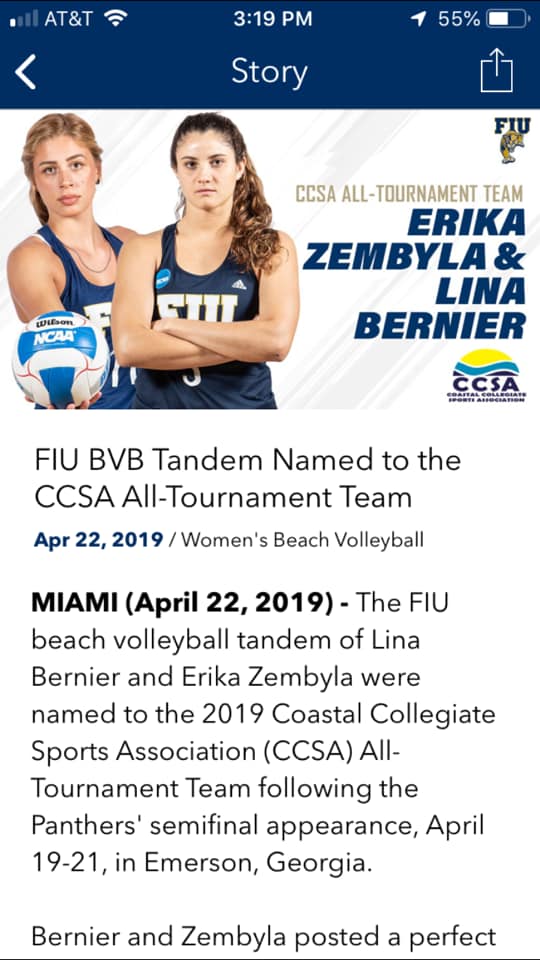 AT&T
3:19 PM
55%
Story
FIU
CCSA ALL-TOURNAMENT TEAM
ERIKA
ZEMBYLA &
LINA
BERNIER
Wilson
NCAA
FIU
CCSA
COASTAL COLLEGIATE
SPORTS ASSOCIATION
FIU BVB Tandem Named to the
CCSA All-Tournament Team
Apr 22, 2019 / Women's Beach Volleyball
MIAMI (April 22, 2019) - The FIU
beach volleyball tandem of Lina
Bernier and Erika Zembyla were
named to the 2019 Coastal Collegiate
Sports Association (CCSA) All-
Tournament Team following the
Panthers' semifinal appearance, April
19-21, in Emerson, Georgia.
Bernier and Zembyla posted a perfect